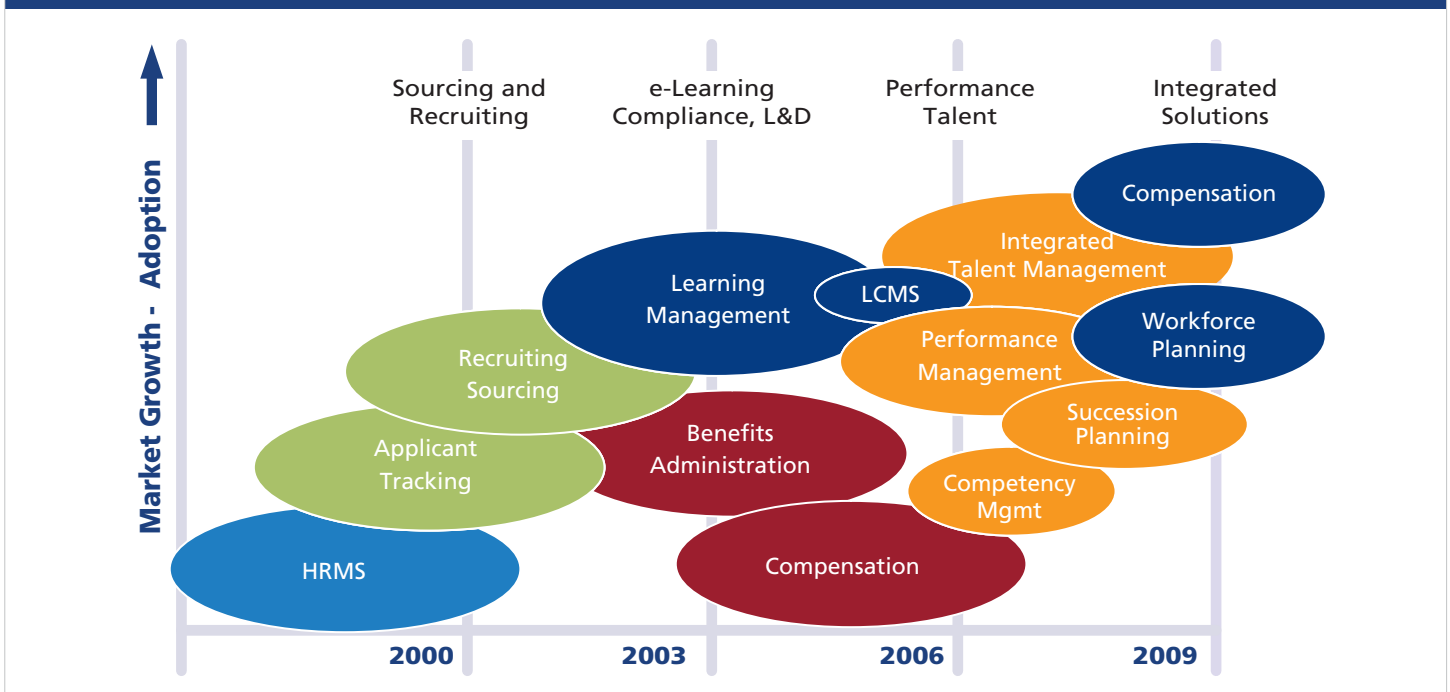 Market Growth - Adoption
Sourcing and
Recruiting
e-Learning
Compliance, L&D
Performance
Talent
Integrated
Solutions
Compensation
Integrated
Talent Management
Learning
Management
LCMS
Workforce
Planning
Performance
Management
Recruiting
Sourcing
Succession
Planning
Benefits
Administration
Applicant
Tracking
Competency
Mgmt
HRMS
Compensation
2000
2003
2006
2009